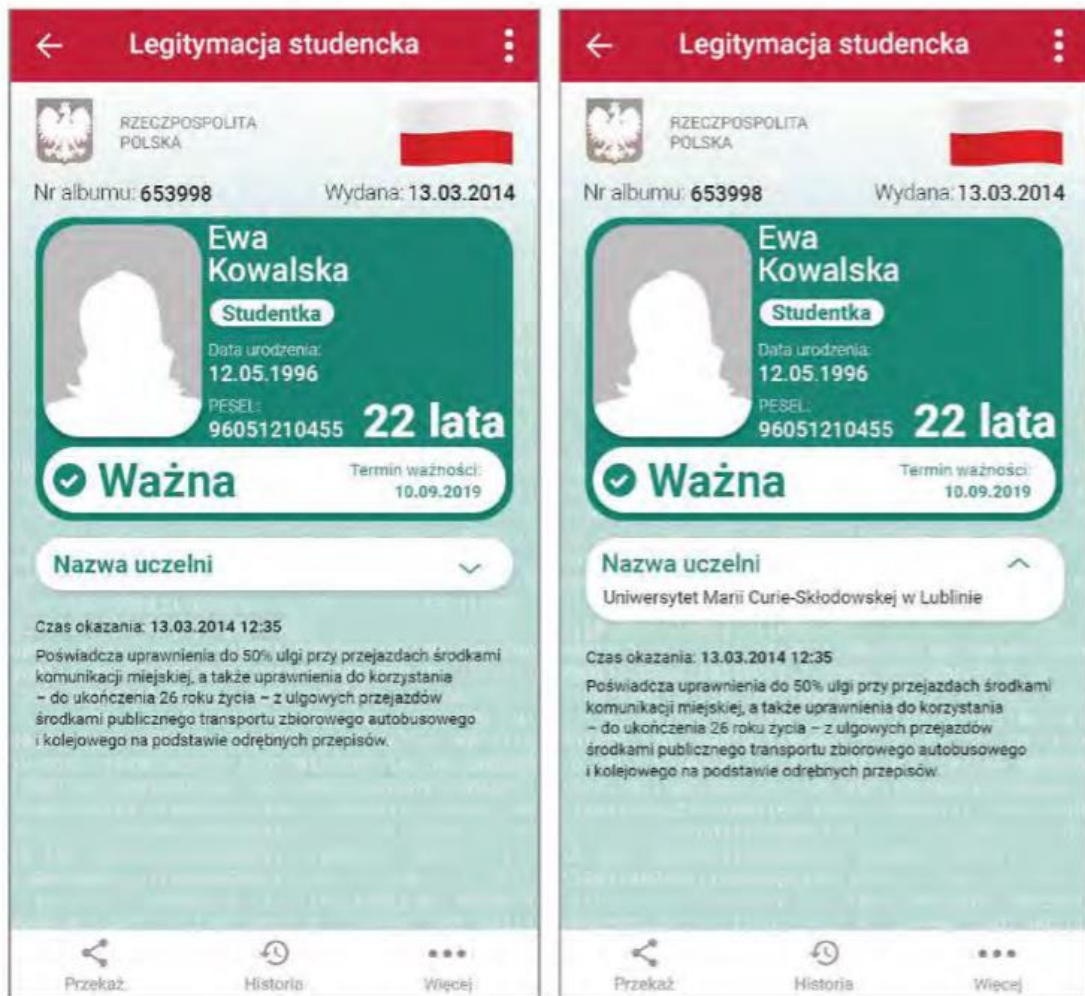 Legitymacja studencka
RZECZPOSPOLITA
POLSKA
Nr albumu: 653998
Wydana: 13.03.2014
Ewa
Kowalska
Studentka
Data urodzenia:
12.05.1996
PESEL:
96051210455
22 lata
Ważna
Termin ważności:
10.09.2019
Nazwa uczelni
Czas okazania: 13.03.2014 12:35
Poświadcza uprawnienia do 50% ulgi przy przejazdach środkami
komunikacji miejskiej, a także uprawnienia do korzystania
– do ukończenia 26 roku życia – z ulgowych przejazdów
środkami publicznego transportu zbiorowego autobusowego
i kolejowego na podstawie odrębnych przepisów.
Przekaż
Historia
Więcej
Legitymacja studencka
RZECZPOSPOLITA
POLSKA
Nr albumu: 653998
Wydana: 13.03.2014
Ewa
Kowalska
Studentka
Data urodzenia:
12.05.1996
PESEL:
96051210455
22 lata
Ważna
Termin ważności:
10.09.2019
Nazwa uczelni
Uniwersytet Marii Curie-Skłodowskej w Lublinie
Czas okazania: 13.03.2014 12:35
Poświadcza uprawnienia do 50% ulgi przy przejazdach środkami
komunikacji miejskiej, a także uprawnienia do korzystania
– do ukończenia 26 roku życia – z ulgowych przejazdów
środkami publicznego transportu zbiorowego autobusowego
i kolejowego na podstawie odrębnych przepisów.
Przekaż
Historia
Więcej